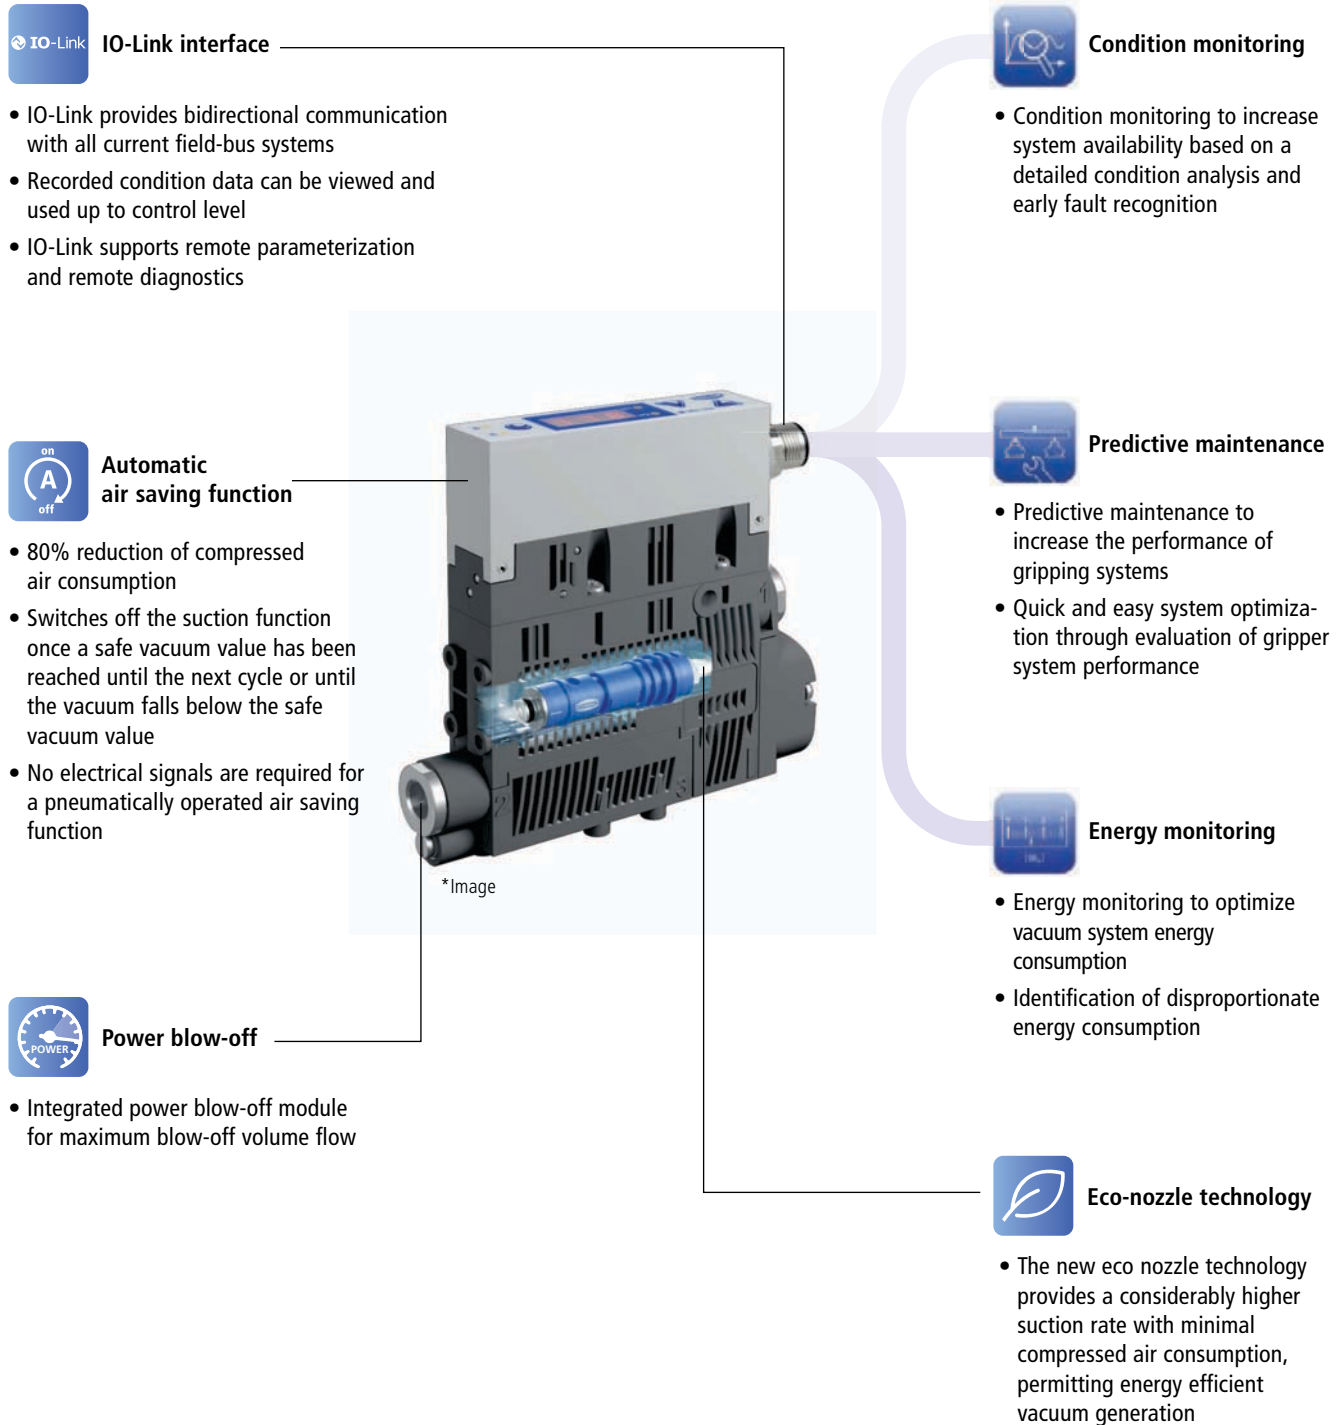 IO-Link
IO-Link interface
• IO-Link provides bidirectional communication
with all current field-bus systems
• Recorded condition data can be viewed and
used up to control level
• IO-Link supports remote parameterization
and remote diagnostics
on
A
off
Automatic
air saving function
• 80% reduction of compressed
air consumption
• Switches off the suction function
once a safe vacuum value has been
reached until the next cycle or until
the vacuum falls below the safe
vacuum value
• No electrical signals are required for
a pneumatically operated air saving
function
1
2
3
*Image
POWER
Power blow-off
• Integrated power blow-off module
for maximum blow-off volume flow
Condition monitoring
• Condition monitoring to increase
system availability based on a
detailed condition analysis and
early fault recognition
Predictive maintenance
• Predictive maintenance to
increase the performance of
gripping systems
• Quick and easy system optimiza-
tion through evaluation of gripper
system performance
Energy monitoring
• Energy monitoring to optimize
vacuum system energy
consumption
• Identification of disproportionate
energy consumption
Eco-nozzle technology
• The new eco nozzle technology
provides a considerably higher
suction rate with minimal
compressed air consumption,
permitting energy efficient
vacuum generation